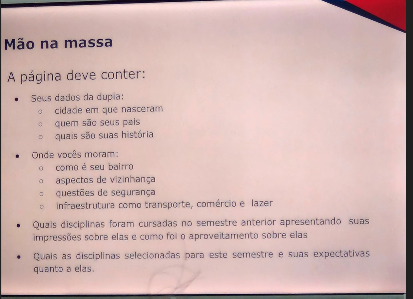 Mão na massa
A página deve conter:
Seus dados da dupla:
cidade em que nasceram
quem são seus pais
quais são suas história
Onde vocês moram:
como é seu bairro
aspectos de vizinhança
questões de segurança
infraestrutura como transporte, comércio e lazer
Quais disciplinas foram cursadas no semestre anterior apresentando suas
impressões sobre elas e como foi o aproveitamento sobre elas
Quais as disciplinas selecionadas para este semestre e suas expectativas
quanto a elas.